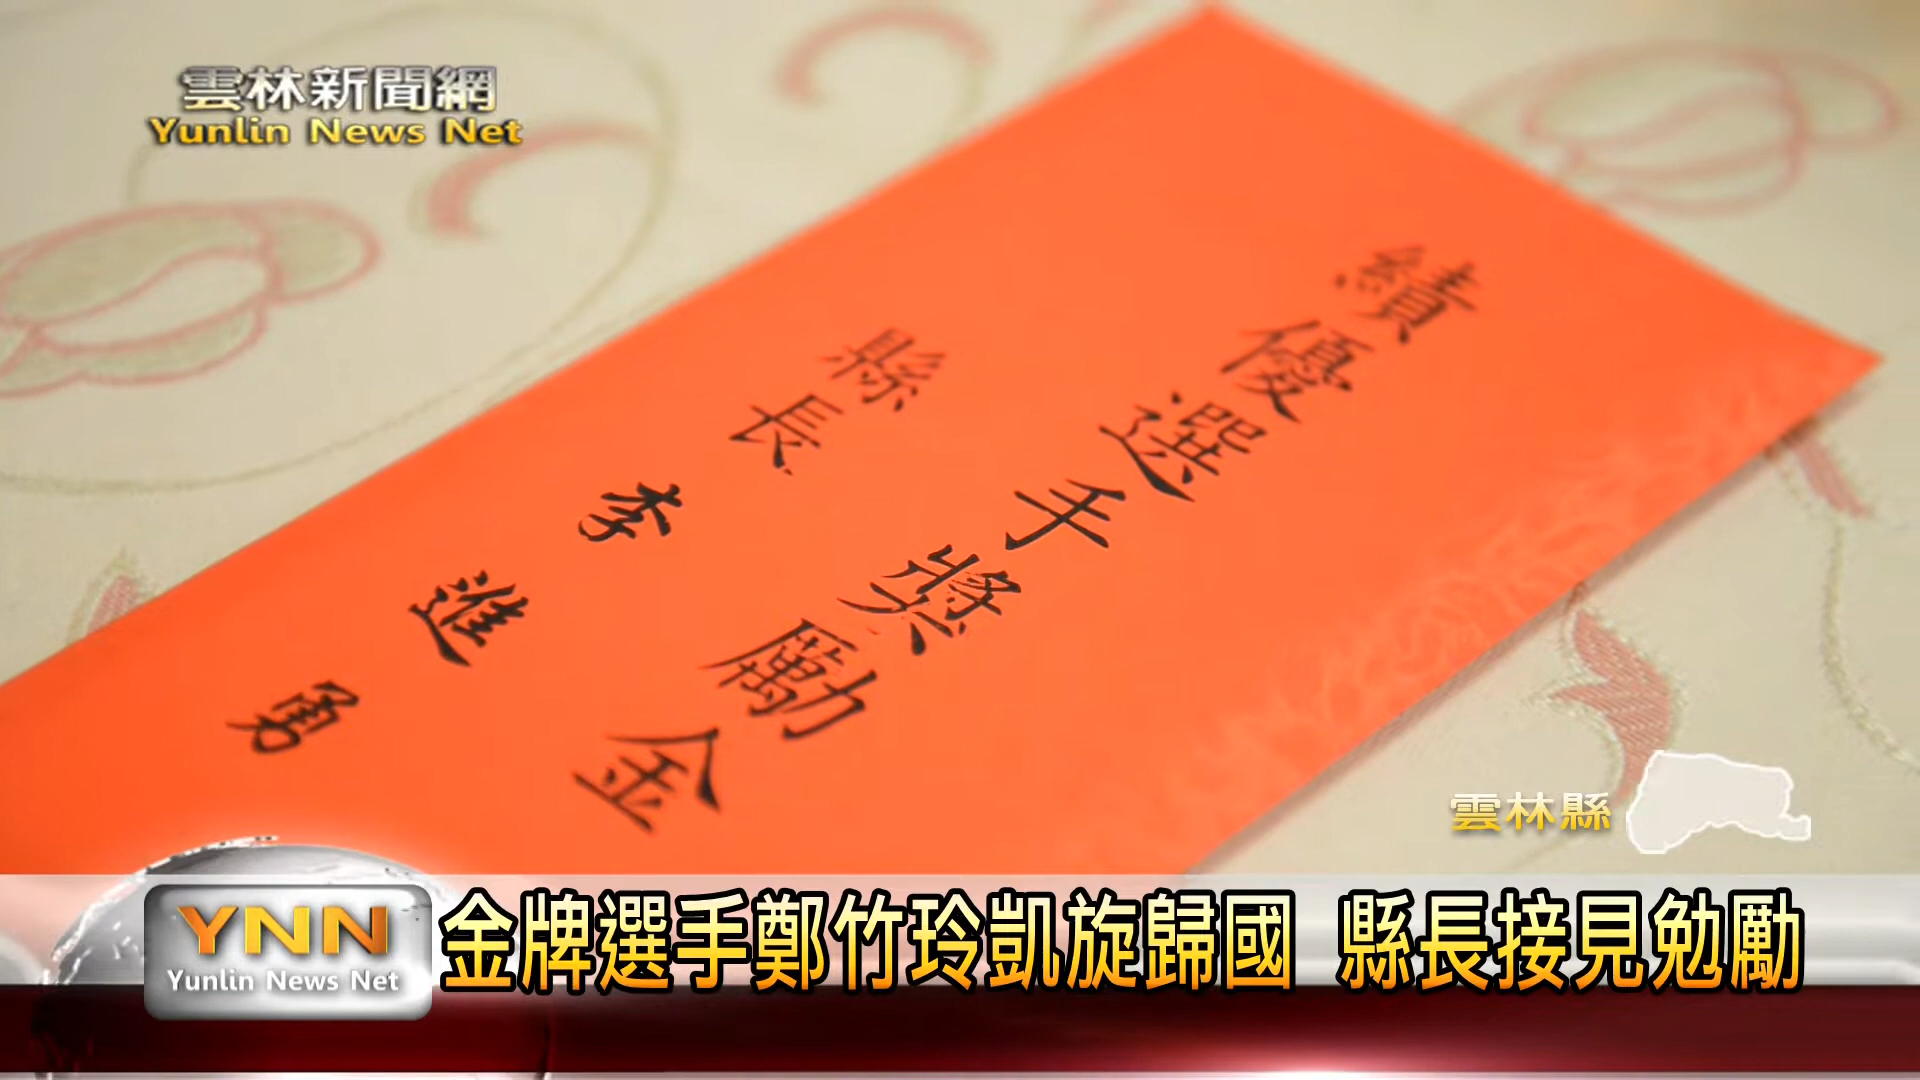 雲林新聞網
Yunlin News Net
績優選手獎勵金
縣長 李進勇
雲林縣
YNN
Yunlin News Net
金牌選手鄭竹玲凱旋歸國 縣長接見勉勵